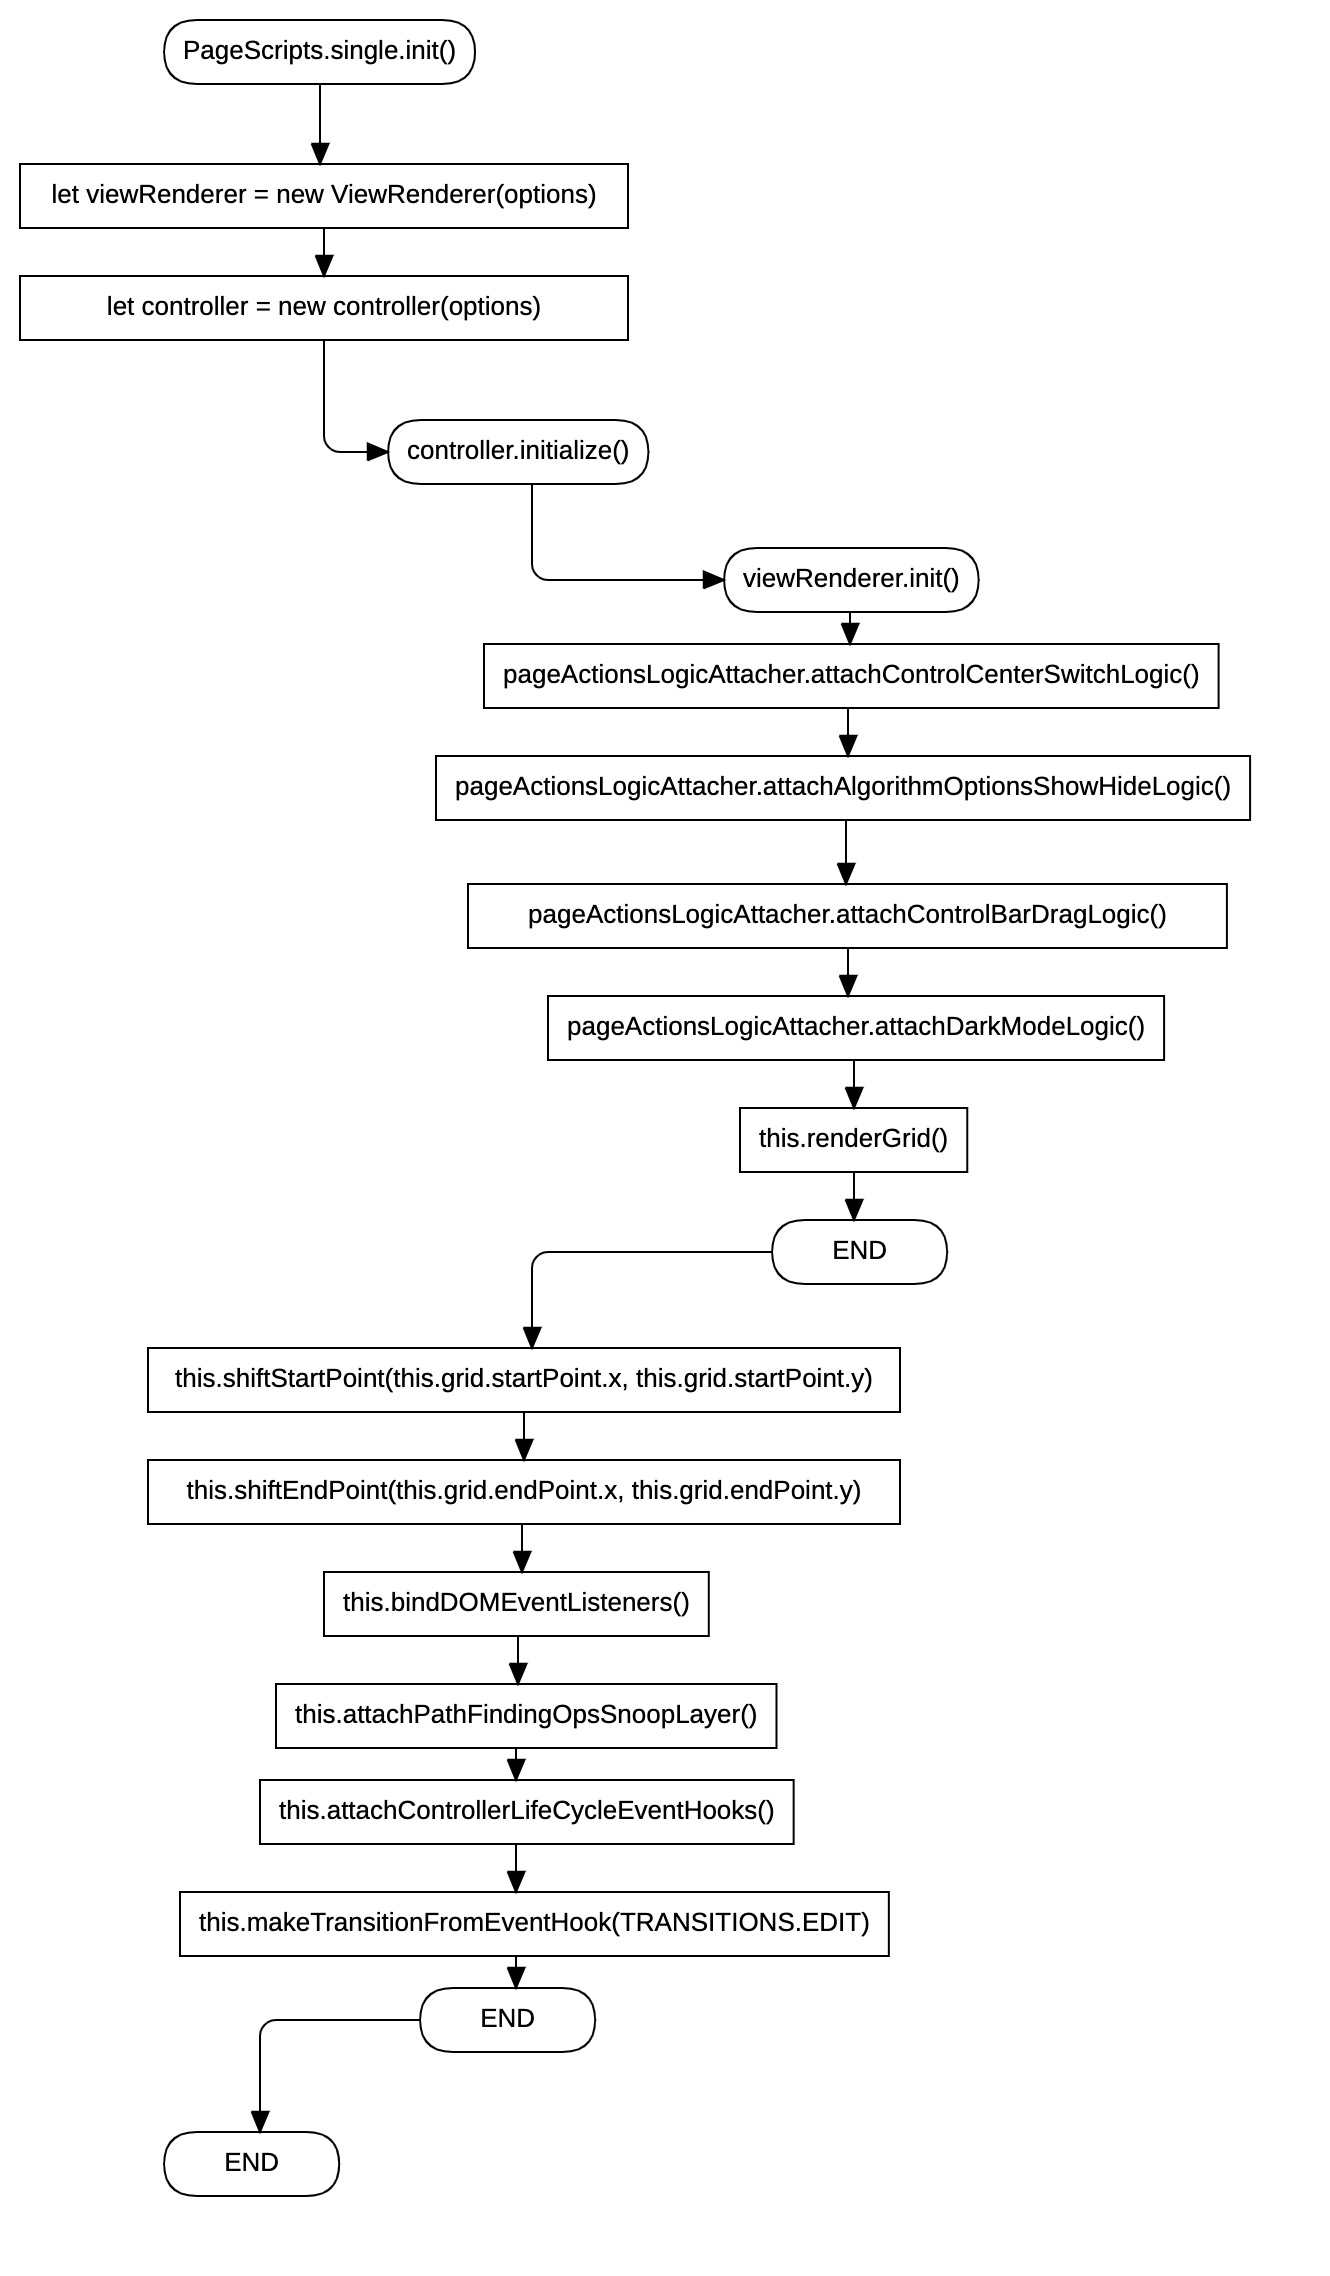 PageScripts.single.init()
let viewRenderer = new ViewRenderer(options)
let controller = new controller(options)
controller.initialize()
viewRenderer.init()
pageActionsLogicAttacher.attachControlCenterSwitchLogic()
pageActionsLogicAttacher.attachAlgorithmOptionsShowHideLogic()
pageActionsLogicAttacher.attachControlBarDragLogic()
pageActionsLogicAttacher.attachDarkModeLogic()
this.renderGrid()
END
this.shiftStartPoint(this.grid.startPoint.x, this.grid.startPoint.y)
this.shiftEndPoint(this.grid.endPoint.x, this.grid.endPoint.y)
this.bindDOMEventListeners()
this.attachPathFindingOpsSnoopLayer()
this.attachControllerLifeCycleEventHooks()
this.makeTransitionFromEventHook(TRANSITIONS.EDIT)
END
END